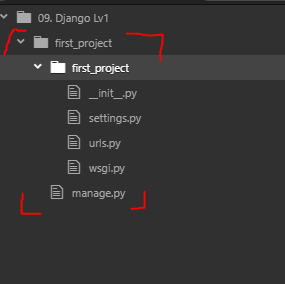 09. Django Lv1
first_project
first_project
__init__.py
settings.py
urls.py
wsgi.py
manage.py